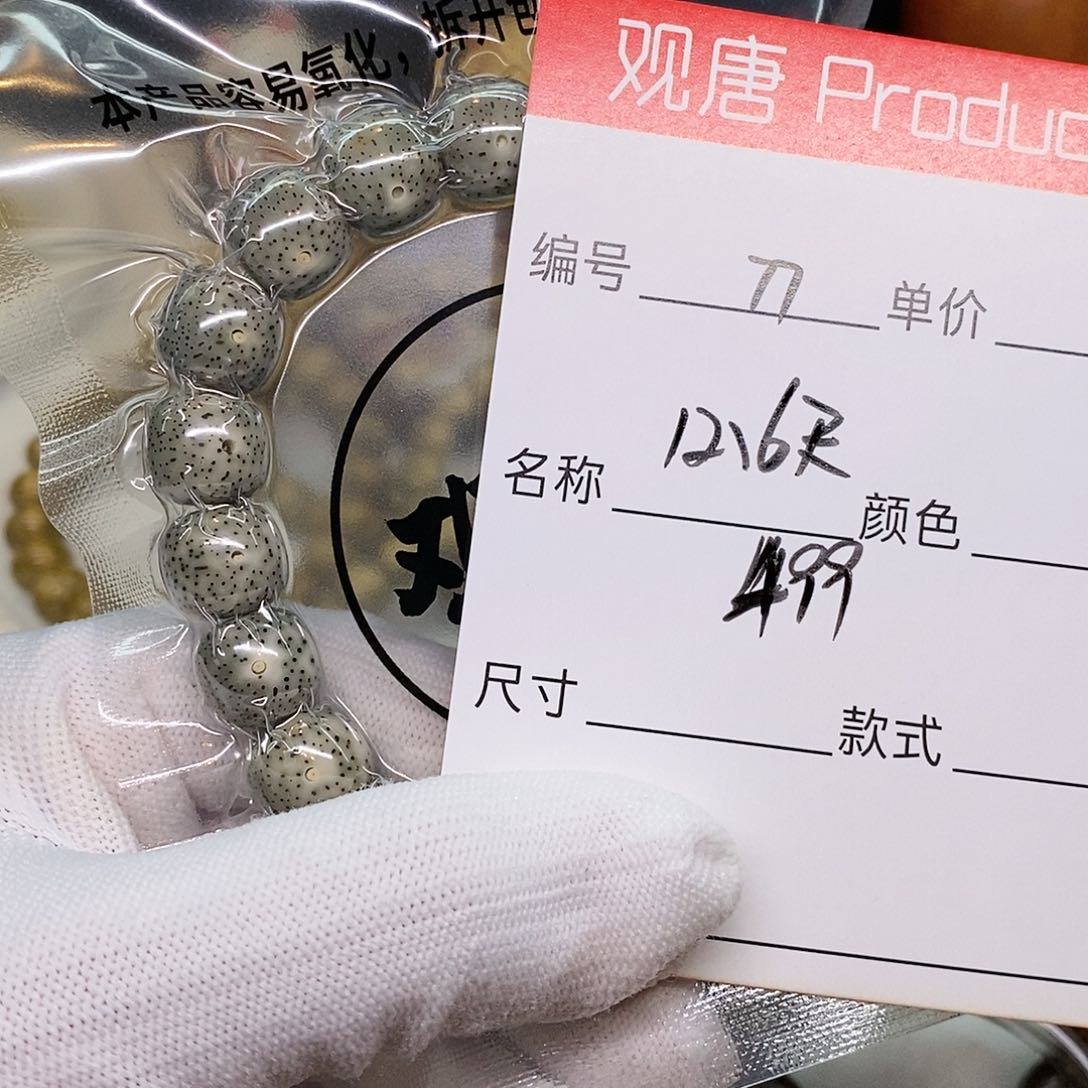 本产品容易氧化，拆开包
观唐 Produc
编号 77 单价
名称 12.6尺 颜色
499
尺寸 款式